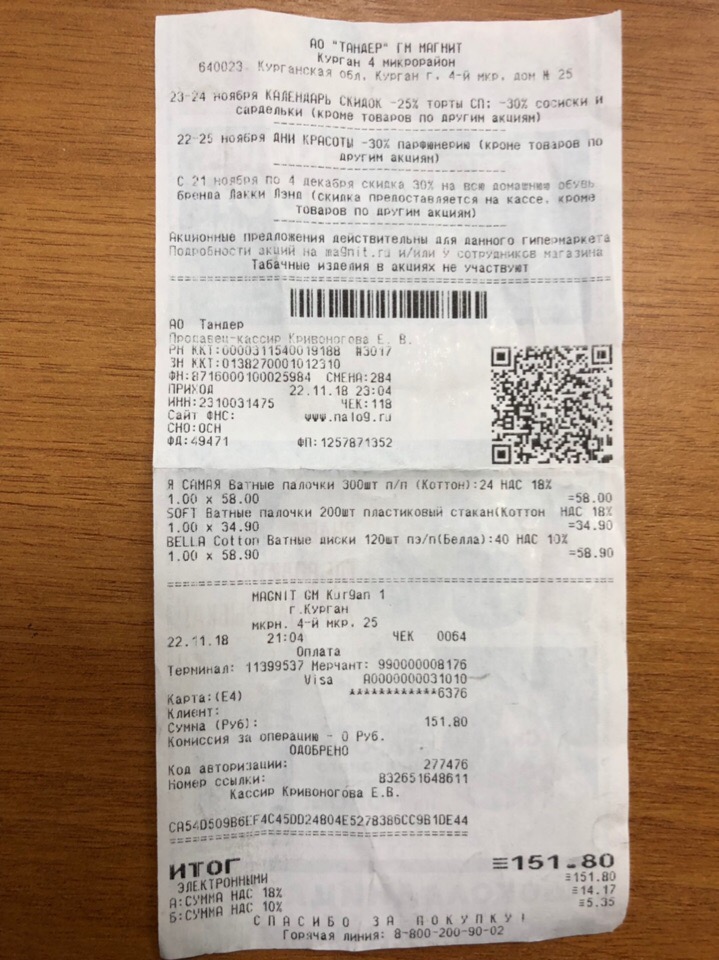 АО "ТАНДЕР" ГМ МАГНИТ
Курган 4 микрорайон
640023, Курганская обл, Курган г, 4-й мкр, дом № 25
23-24 ноября КАЛЕНДАРЬ СКИДОК -25% торты СП; -30% сосиски и
сардельки (кроме товаров по другим акциям)
22-25 ноября ДНИ КРАСОТЫ -30% парфюмерию (кроме товаров по
другим акциям)
С 21 ноября по 4 декабря скидка 30% на всю домашнюю обувь
бренда Лакки Лэнд (скидка предоставляется на кассе, кроме
товаров по другим акциям)
Акционные предложения действительны для данного гипермаркета
Подробности акций на magnit.ru и/или у сотрудников магазина
Табачные изделия в акциях не участвуют
АО Тандер
Продавец-кассир Кривоногова Е. В.
РН ККТ:0000311540019188 #3017
ЗН ККТ:0138270001012310
ФН:8716000100025984 СМЕНА:284
ПРИХОД 22.11.18 23:04
ИНН:2310031475 ЧЕК:118
Сайт ФНС: www.nalog.ru
СНО:ОСН
ФД:49471 ФП:1257871352
Я САМАЯ Ватные палочки 300шт п/п (Коттон):24 НДС 18%
1.00 x 58.00 =58.00
SOFT Ватные палочки 200шт пластиковый стакан(Коттон НДС 18%
1.00 x 34.90 =34.90
BELLA Cotton Ватные диски 120шт пэ/п(Белла):40 НДС 10%
1.00 x 58.90 =58.90
MAGNIT GM Kurgan 1
г.Курган
мкрн. 4-й мкр. 25
22.11.18 21:04 ЧЕК 0064
Оплата
Терминал: 11399537 Мерчант: 990000008176
Visa A0000000031010
Карта:(E4) ************6376
Клиент:
Сумма (Руб): 151.80
Комиссия за операцию - 0 Руб.
ОДОБРЕНО
Код авторизации: 277476
Номер ссылки: 832651648611
Кассир Кривоногова Е.В.
CA54D509B6EF4C45DD24804E5278386CC9B1DE44
ИТОГ ≡151.80
ЭЛЕКТРОННЫМИ ≡151.80
А:СУММА НДС 18% ≡14.17
Б:СУММА НДС 10% ≡5.35
СПАСИБО ЗА ПОКУПКУ!
Горячая линия: 8-800-200-90-02